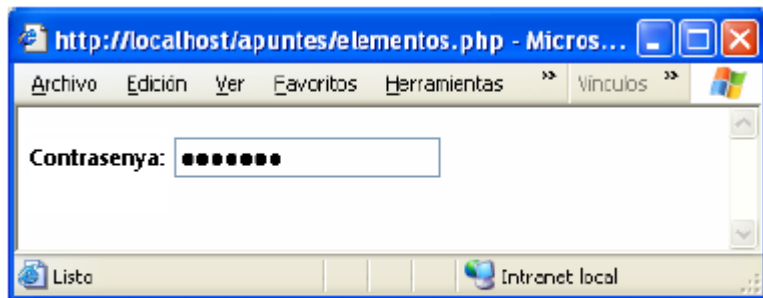 http://localhost/apuntes/elementos.php - Micros...
Archivo Edición Ver Favoritos Herramientas » Vínculos »
Contrasenya: •••••••
Listo Intranet local